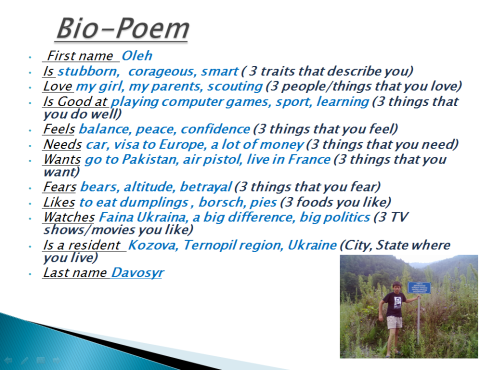 Bio-Poem
First name Oleh
Is stubborn, corageous, smart ( 3 traits that describe you)
Love my girl, my parents, scouting (3 people/things that you love)
Is Good at playing computer games, sport, learning (3 things that
you do well)
Feels balance, peace, confidence (3 things that you feel)
Needs car, visa to Europe, a lot of money (3 things that you need)
Wants go to Pakistan, air pistol, live in France (3 things that you
want)
Fears bears, altitude, betrayal (3 things that you fear)
Likes to eat dumplings , borsch, pies (3 foods you like)
Watches Faina Ukraina, a big difference, big politics (3 TV
shows/movies you like)
Is a resident Kozova, Ternopil region, Ukraine (City, State where
you live)
Last name Davosyr